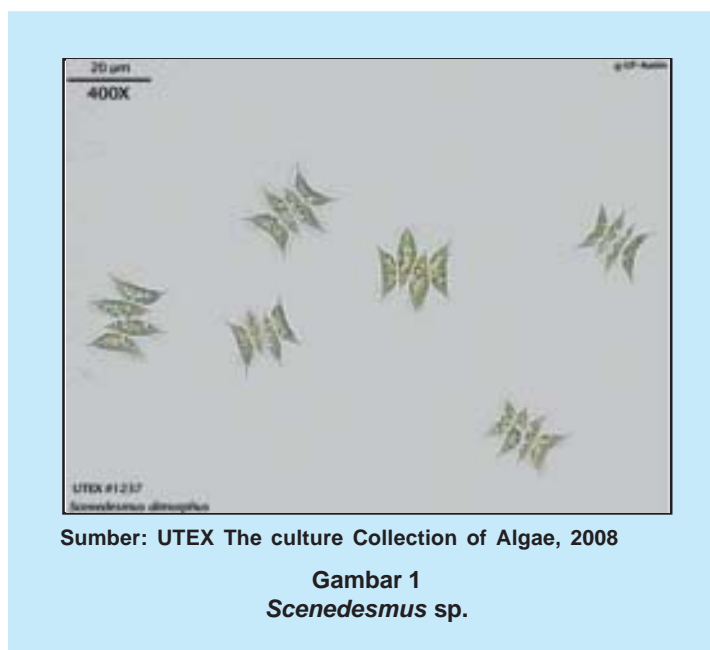 20 µm
400X
UTEX #1237
Scenedesmus dimorphus
Sumber: UTEX The culture Collection of Algae, 2008
Gambar 1
Scenedesmus sp.